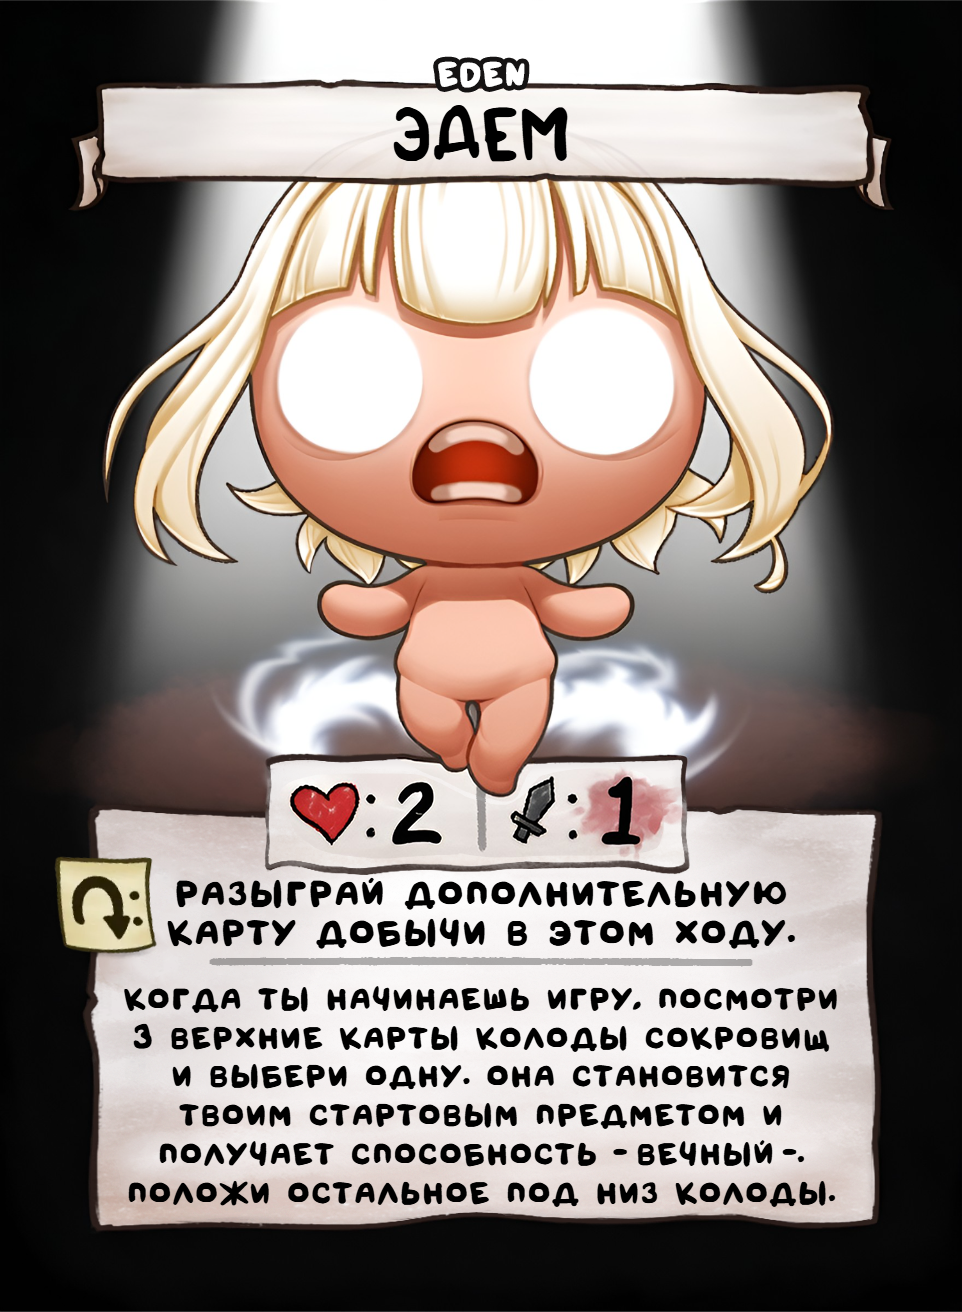 EDEN
ЭДЕМ
: 2 : 1
РАЗЫГРАЙ ДОПОЛНИТЕЛЬНУЮ
КАРТУ ДОБЫЧИ В ЭТОМ ХОДУ.
КОГДА ТЫ НАЧИНАЕШЬ ИГРУ, ПОСМОТРИ
3 ВЕРХНИЕ КАРТЫ КОЛОДЫ СОКРОВИЩ
И ВЫБЕРИ ОДНУ. ОНА СТАНОВИТСЯ
ТВОИМ СТАРТОВЫМ ПРЕДМЕТОМ И
ПОЛУЧАЕТ СПОСОБНОСТЬ - ВЕЧНЫЙ -.
ПОЛОЖИ ОСТАЛЬНОЕ ПОД НИЗ КОЛОДЫ.